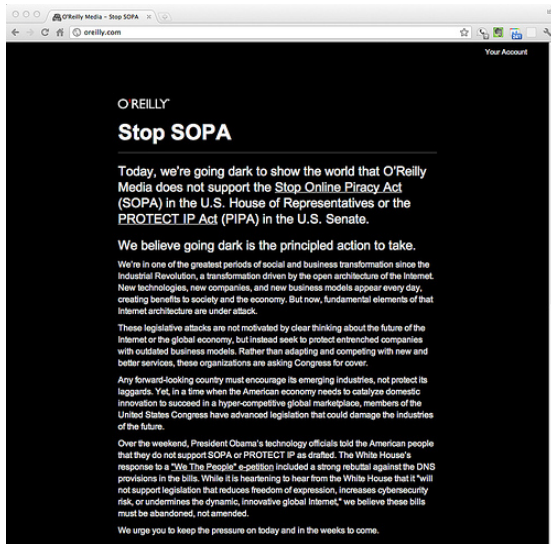 O'Reilly Media - Stop SOPA
oreilly.com
Your Account
O'REILLY
Stop SOPA
Today, we're going dark to show the world that O'Reilly
Media does not support the Stop Online Piracy Act
(SOPA) in the U.S. House of Representatives or the
PROTECT IP Act (PIPA) in the U.S. Senate.
We believe going dark is the principled action to take.
We're in one of the greatest periods of social and business transformation since the
Industrial Revolution, a transformation driven by the open architecture of the Internet.
New technologies, new companies, and new business models appear every day,
creating benefits to society and the economy. But now, fundamental elements of that
Internet architecture are under attack.
These legislative attacks are not motivated by clear thinking about the future of the
Internet or the global economy, but instead seek to protect entrenched companies
with outdated business models. Rather than adapting and competing with new and
better services, these organizations are asking Congress for cover.
Any forward-looking country must encourage its emerging industries, not protect its
laggards. Yet, in a time when the American economy needs to catalyze domestic
innovation to succeed in a hyper-competitive global marketplace, members of the
United States Congress have advanced legislation that could damage the industries
of the future.
Over the weekend, President Obama's technology officials told the American people
that they do not support SOPA or PROTECT IP as drafted. The White House's
response to a "We The People" e-petition included a strong rebuttal against the DNS
provisions in the bills. While it is heartening to hear from the White House that it "will
not support legislation that reduces freedom of expression, increases cybersecurity
risk, or undermines the dynamic, innovative global Internet," we believe these bills
must be abandoned, not amended.
We urge you to keep the pressure on today and in the weeks to come.